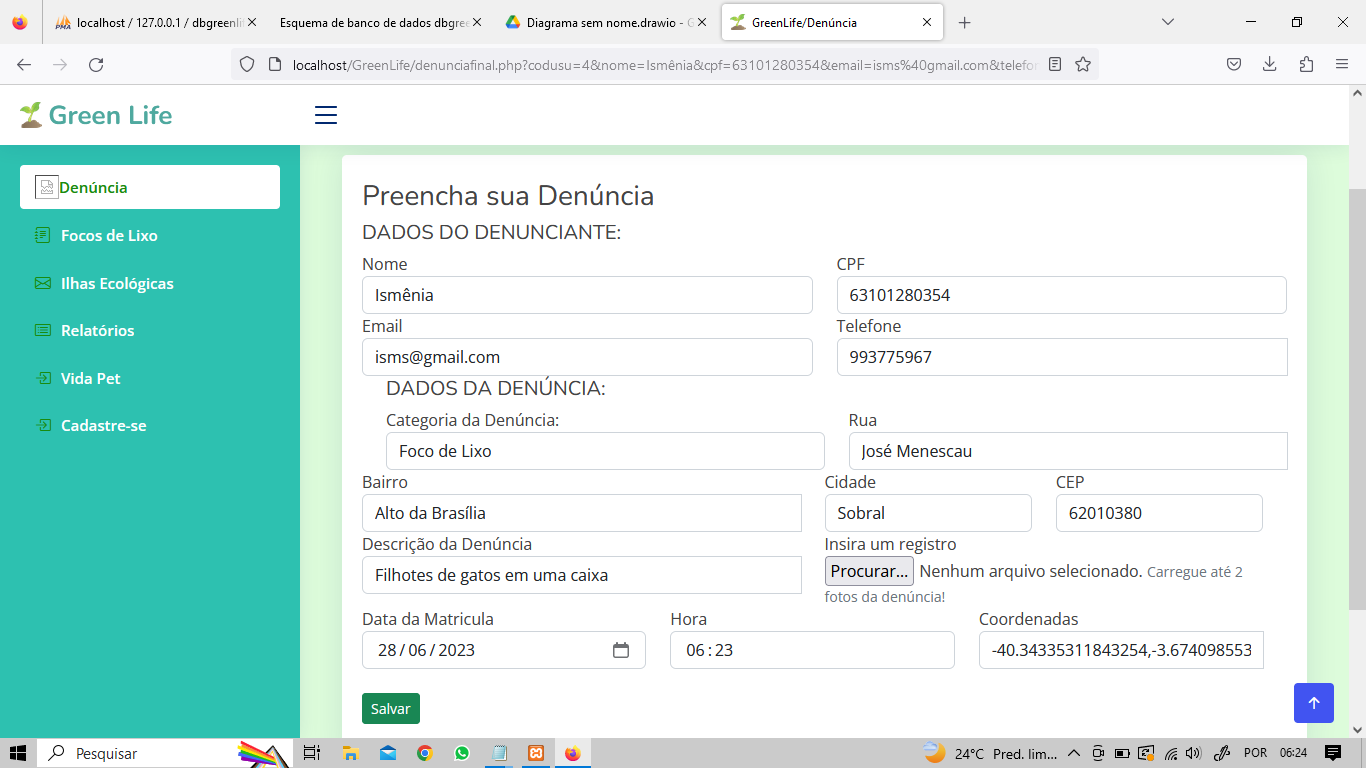 localhost / 127.0.0.1 / dbgreenli
Esquema de banco de dados dbgre
Diagrama sem nome.drawio - G
GreenLife/Denúncia
localhost/GreenLife/denunciafinal.php?codusu=4&nome=Ismênia&cpf=63101280354&email=isms%40gmail.com&telefo
Green Life
Denúncia
Focos de Lixo
Ilhas Ecológicas
Relatórios
Vida Pet
Cadastre-se
Preencha sua Denúncia
DADOS DO DENUNCIANTE:
Nome CPF
Ismênia 63101280354
Email Telefone
isms@gmail.com 993775967
DADOS DA DENÚNCIA:
Categoria da Denúncia: Rua
Foco de Lixo José Menescau
Bairro Cidade CEP
Alto da Brasília Sobral 62010380
Descrição da Denúncia Insira um registro
Filhotes de gatos em uma caixa Procurar... Nenhum arquivo selecionado. Carregue até 2
fotos da denúncia!
Data da Matricula Hora Coordenadas
28/06/2023 06:23 -40.34335311843254,-3.674098553
Salvar
Pesquisar 24°C Pred. lim... POR 06:24